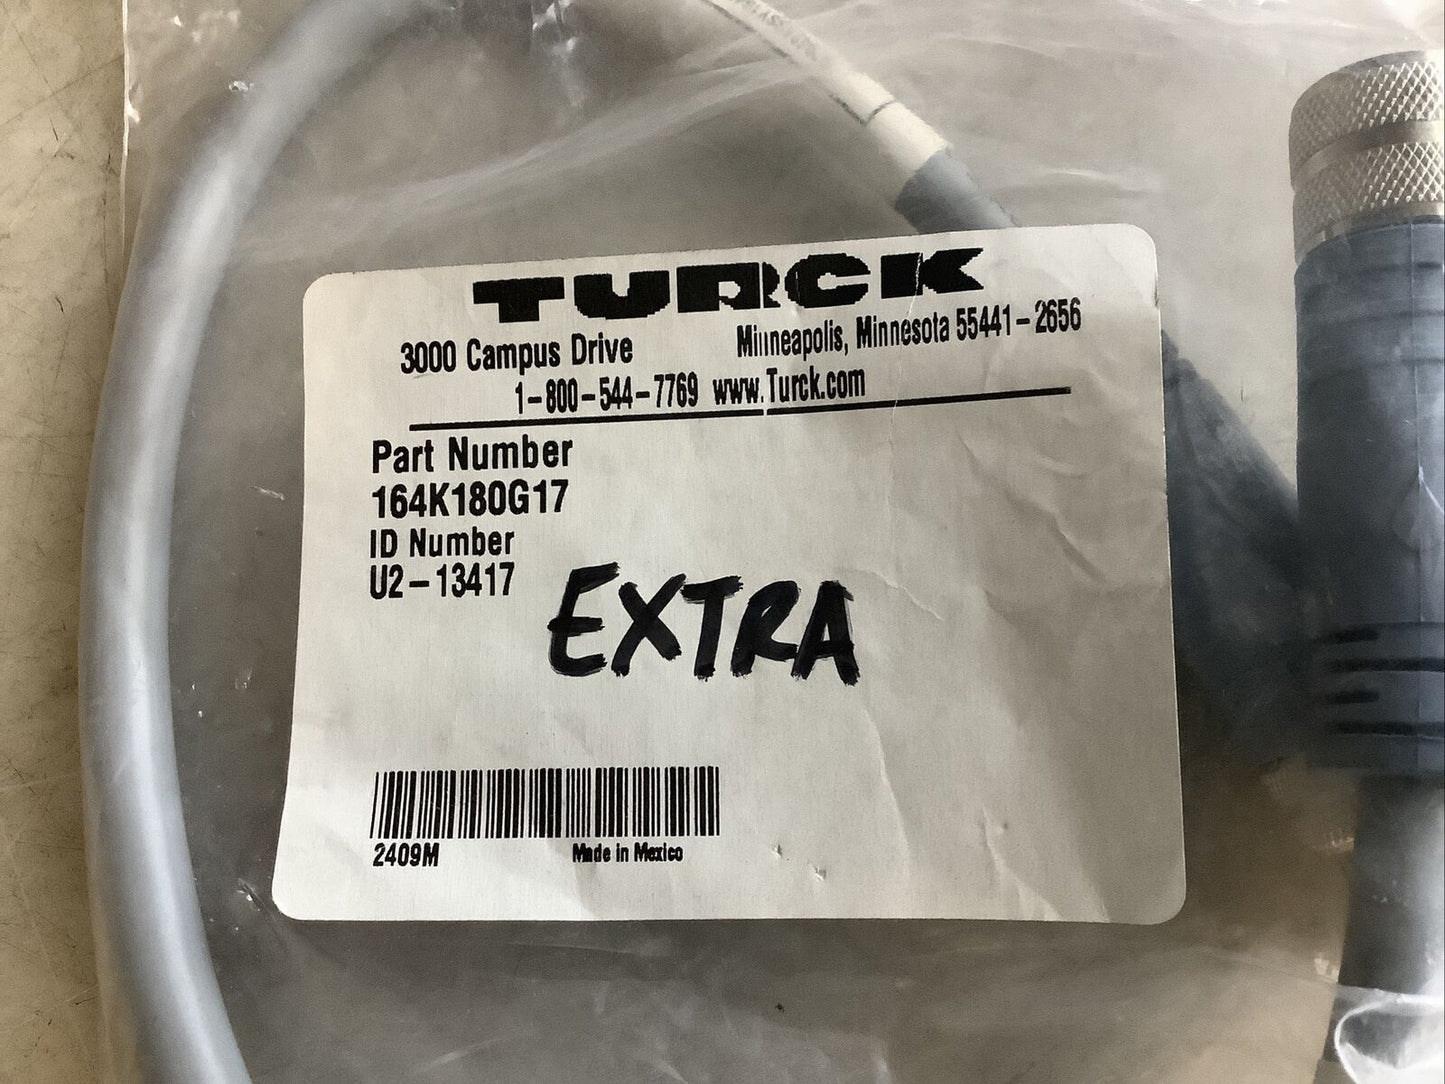 TURCK
3000 Campus Drive Minneapolis, Minnesota 55441-2656
1-800-544-7769 www.Turck.com
Part Number
164K180G17
ID Number
U2-13417
EXTRA
2409M Made in Mexico